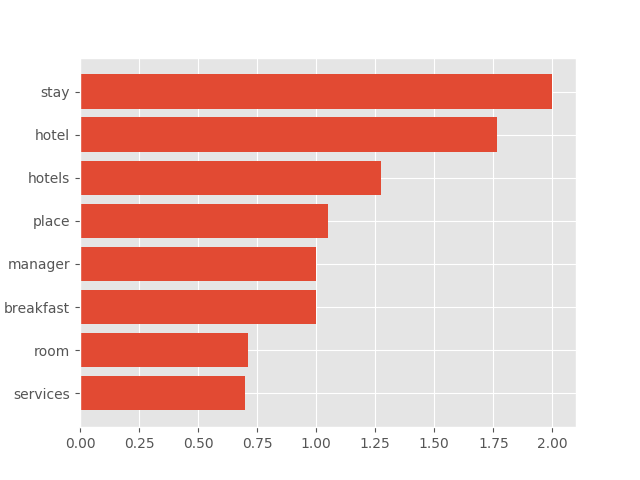 stay
hotel
hotels
place
manager
breakfast
room
services
0.00 0.25 0.50 0.75 1.00 1.25 1.50 1.75 2.00